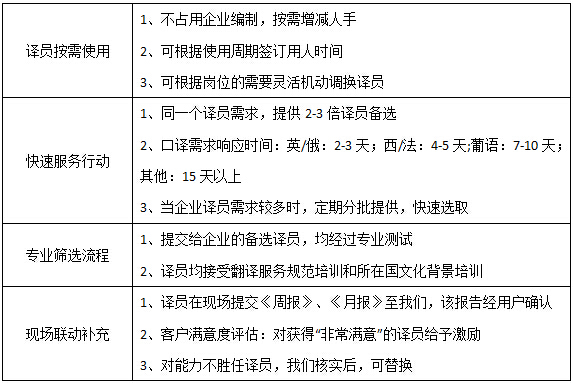 译员按需使用
1、不占用企业编制，按需增减人手
2、可根据使用周期签订用人时间
3、可根据岗位的需要灵活机动调换译员
快速服务行动
1、同一个译员需求，提供 2-3 倍译员备选
2、口译需求响应时间：英/俄：2-3 天；西/法：4-5 天;葡语：7-10 天；
其他：15 天以上
3、当企业译员需求较多时，定期分批提供，快速选取
专业筛选流程
1、提交给企业的备选译员，均经过专业测试
2、译员均接受翻译服务规范培训和所在国文化背景培训
现场联动补充
1、译员在现场提交《周报》、《月报》至我们，该报告经用户确认
2、客户满意度评估：对获得“非常满意”的译员给予激励
3、对能力不胜任译员，我们核实后，可替换